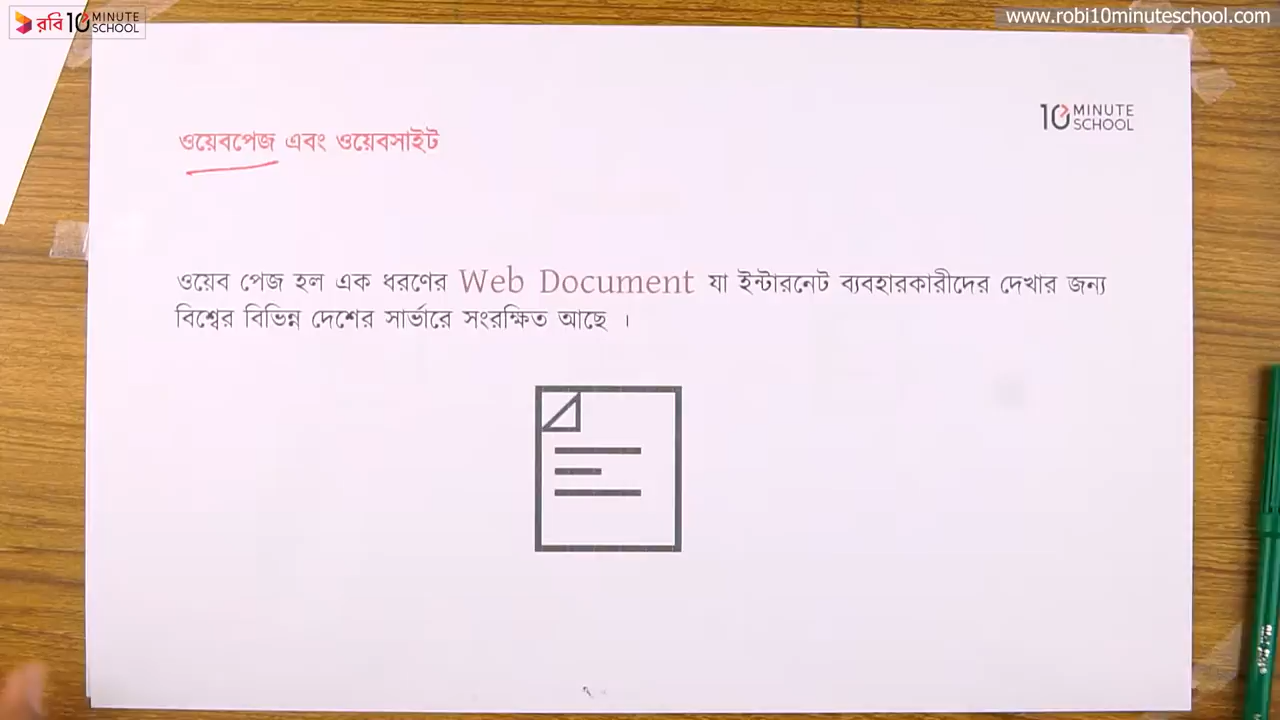 রবি 10 MINUTE SCHOOL
www.robi10minuteschool.com
10 MINUTE SCHOOL
ওয়েবপেজ এবং ওয়েবসাইট
ওয়েব পেজ হল এক ধরণের Web Document যা ইন্টারনেট ব্যবহারকারীদের দেখার জন্য
বিশ্বের বিভিন্ন দেশের সার্ভারে সংরক্ষিত আছে ।